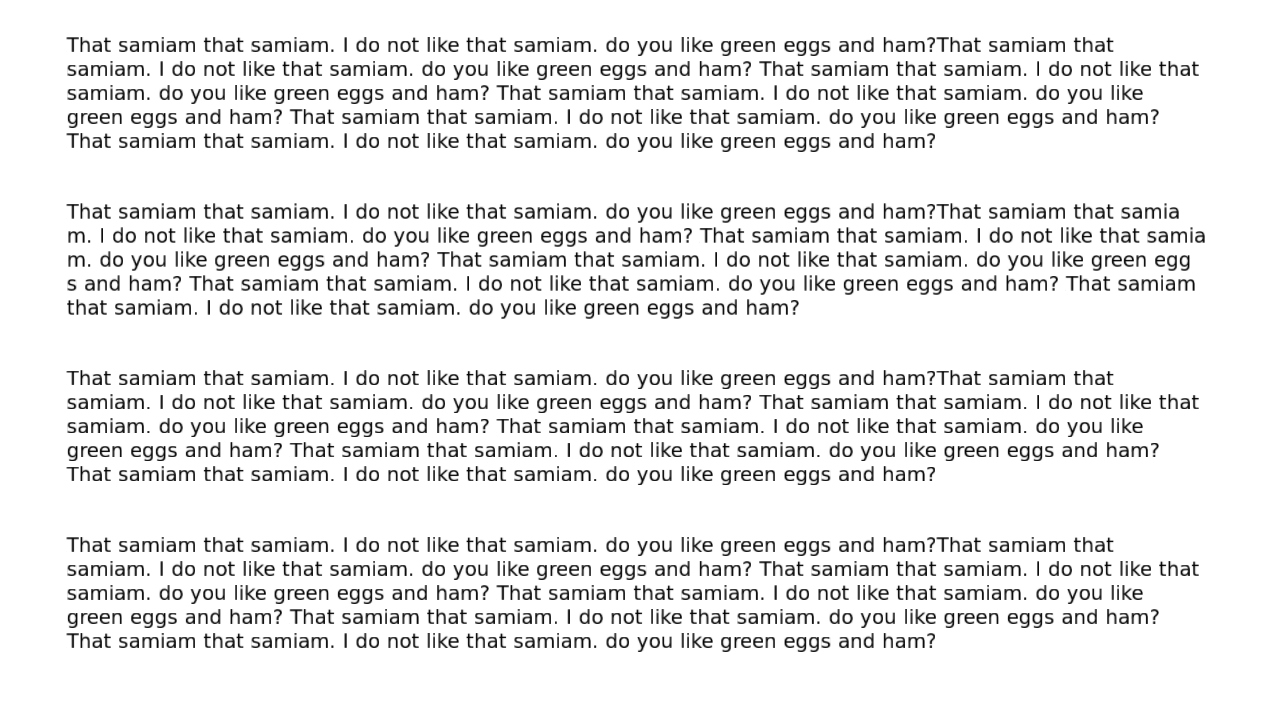 That samiam that samiam. I do not like that samiam. do you like green eggs and ham?That samiam that
samiam. I do not like that samiam. do you like green eggs and ham? That samiam that samiam. I do not like that
samiam. do you like green eggs and ham? That samiam that samiam. I do not like that samiam. do you like
green eggs and ham? That samiam that samiam. I do not like that samiam. do you like green eggs and ham?
That samiam that samiam. I do not like that samiam. do you like green eggs and ham?
That samiam that samiam. I do not like that samiam. do you like green eggs and ham?That samiam that samia
m. I do not like that samiam. do you like green eggs and ham? That samiam that samiam. I do not like that samia
m. do you like green eggs and ham? That samiam that samiam. I do not like that samiam. do you like green egg
s and ham? That samiam that samiam. I do not like that samiam. do you like green eggs and ham? That samiam
that samiam. I do not like that samiam. do you like green eggs and ham?
That samiam that samiam. I do not like that samiam. do you like green eggs and ham?That samiam that
samiam. I do not like that samiam. do you like green eggs and ham? That samiam that samiam. I do not like that
samiam. do you like green eggs and ham? That samiam that samiam. I do not like that samiam. do you like
green eggs and ham? That samiam that samiam. I do not like that samiam. do you like green eggs and ham?
That samiam that samiam. I do not like that samiam. do you like green eggs and ham?
That samiam that samiam. I do not like that samiam. do you like green eggs and ham?That samiam that
samiam. I do not like that samiam. do you like green eggs and ham? That samiam that samiam. I do not like that
samiam. do you like green eggs and ham? That samiam that samiam. I do not like that samiam. do you like
green eggs and ham? That samiam that samiam. I do not like that samiam. do you like green eggs and ham?
That samiam that samiam. I do not like that samiam. do you like green eggs and ham?